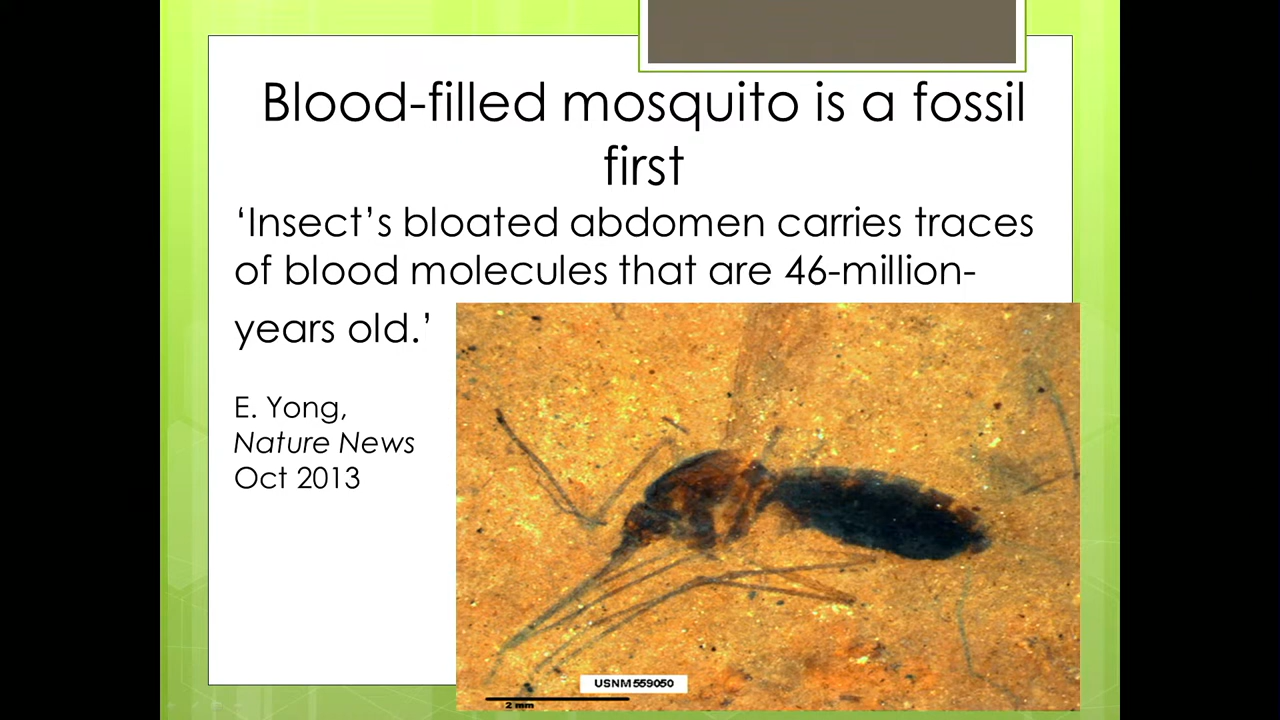 Blood-filled mosquito is a fossil
first
‘Insect’s bloated abdomen carries traces
of blood molecules that are 46-million-
years old.’
E. Yong,
Nature News
Oct 2013
USNM559050
2 mm